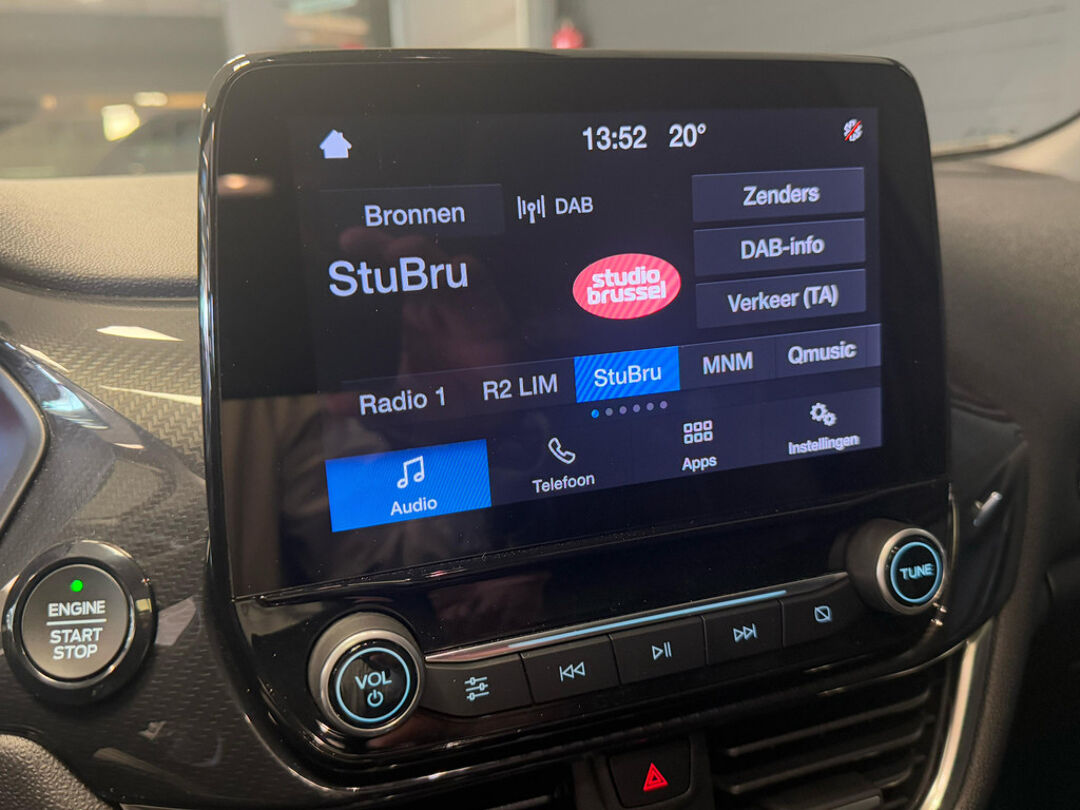 13:52 20°
Bronnen
DAB
Zenders
DAB-info
Verkeer (TA)
StuBru
studio
brussel
Radio 1
R2 LIM
StuBru
MNM
Qmusic
Audio
Telefoon
Apps
Instellingen
ENGINE
START
STOP
VOL
TUNE